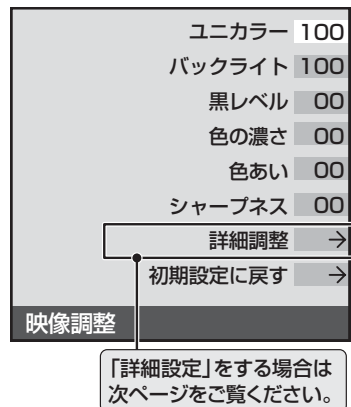 ユニカラー 100
バックライト 100
黒レベル 00
色の濃さ 00
色あい 00
シャープネス 00
詳細調整 →
初期設定に戻す →
映像調整
「詳細設定」をする場合は
次ページをご覧ください。